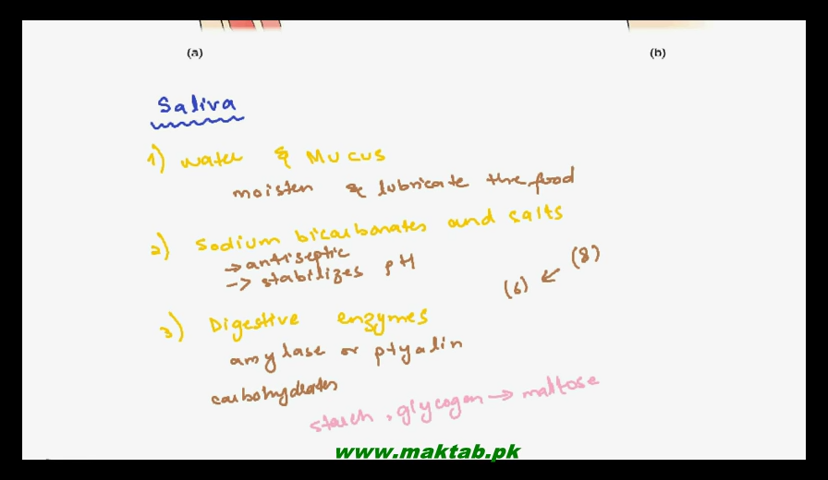 (a) (b)
Saliva
1) water & Mucus
moisten & lubricate the food
2) Sodium bicarbonates and salts
→ antiseptic
→ stabilizes pH
(6) ↙ (8)
3) Digestive enzymes
amylase or ptyalin
carbohydrates
starch, glycogen → maltose
www.maktab.pk